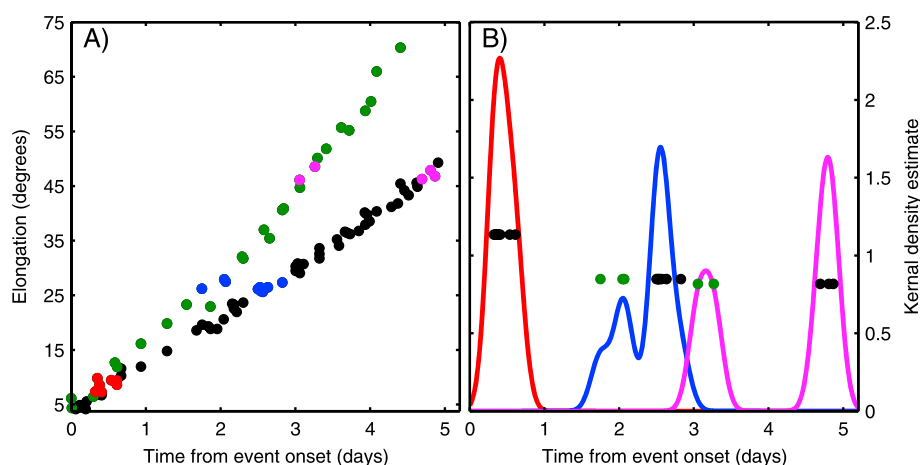 A)
75
65
55
45
35
25
15
5
Elongation (degrees)
0 1 2 3 4 5
Time from event onset (days)
B)
2.5
2
1.5
1
0.5
0
Kernal density estimate
0 1 2 3 4 5
Time from event onset (days)